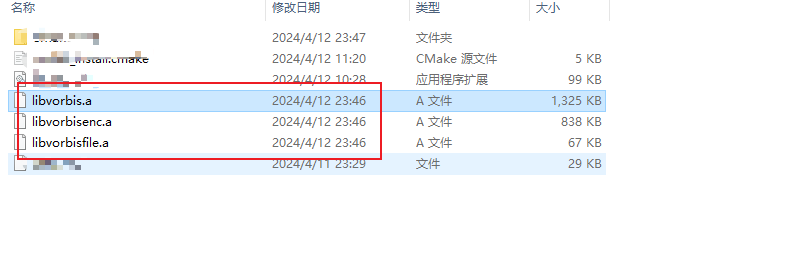 名称 修改日期 类型 大小
2024/4/12 23:47 文件夹
_install.cmake 2024/4/12 11:20 CMake 源文件 5 KB
2024/4/12 10:28 应用程序扩展 99 KB
libvorbis.a 2024/4/12 23:46 A 文件 1,325 KB
libvorbisenc.a 2024/4/12 23:46 A 文件 838 KB
libvorbisfile.a 2024/4/12 23:46 A 文件 67 KB
2024/4/11 23:29 文件 29 KB